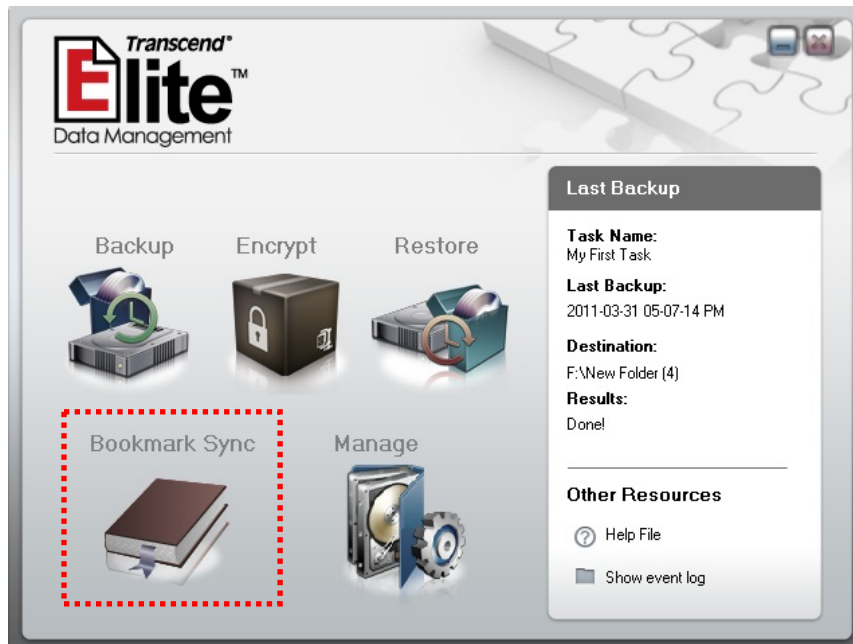 Transcend®
Elite™
Data Management
Last Backup
Task Name:
My First Task
Last Backup:
2011-03-31 05-07-14 PM
Destination:
F:\New Folder (4)
Results:
Done!
Other Resources
Help File
Show event log
Backup
Encrypt
Restore
Bookmark Sync
Manage